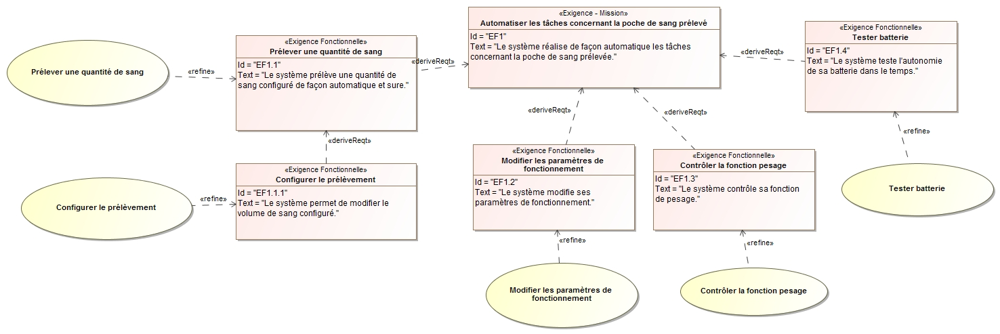 «Exigence - Mission»
Automatiser les tâches concernant la poche de sang prélevé
Id = "EF1"
Text = "Le système réalise de façon automatique les tâches
concernant la poche de sang prélevée."
«Exigence Fonctionnelle»
Prélever une quantité de sang
Id = "EF1.1"
Text = "Le système prélève une quantité de
sang configuré de façon automatique et sure."
«Exigence Fonctionnelle»
Tester batterie
Id = "EF1.4"
Text = "Le système teste l'autonomie
de sa batterie dans le temps."
Prélever une quantité de sang
«refine»
«deriveReqt»
«deriveReqt»
«deriveReqt»
«deriveReqt»
«refine»
«deriveReqt»
«Exigence Fonctionnelle»
Configurer le prélèvement
Id = "EF1.1.1"
Text = "Le système permet de modifier le
volume de sang configuré."
«Exigence Fonctionnelle»
Modifier les paramètres de
fonctionnement
Id = "EF1.2"
Text = "Le système modifie ses
paramètres de fonctionnement."
«Exigence Fonctionnelle»
Contrôler la fonction pesage
Id = "EF1.3"
Text = "Le système contrôle sa fonction
de pesage."
Tester batterie
Configurer le prélèvement
«refine»
«refine»
«refine»
Modifier les paramètres de
fonctionnement
Contrôler la fonction pesage